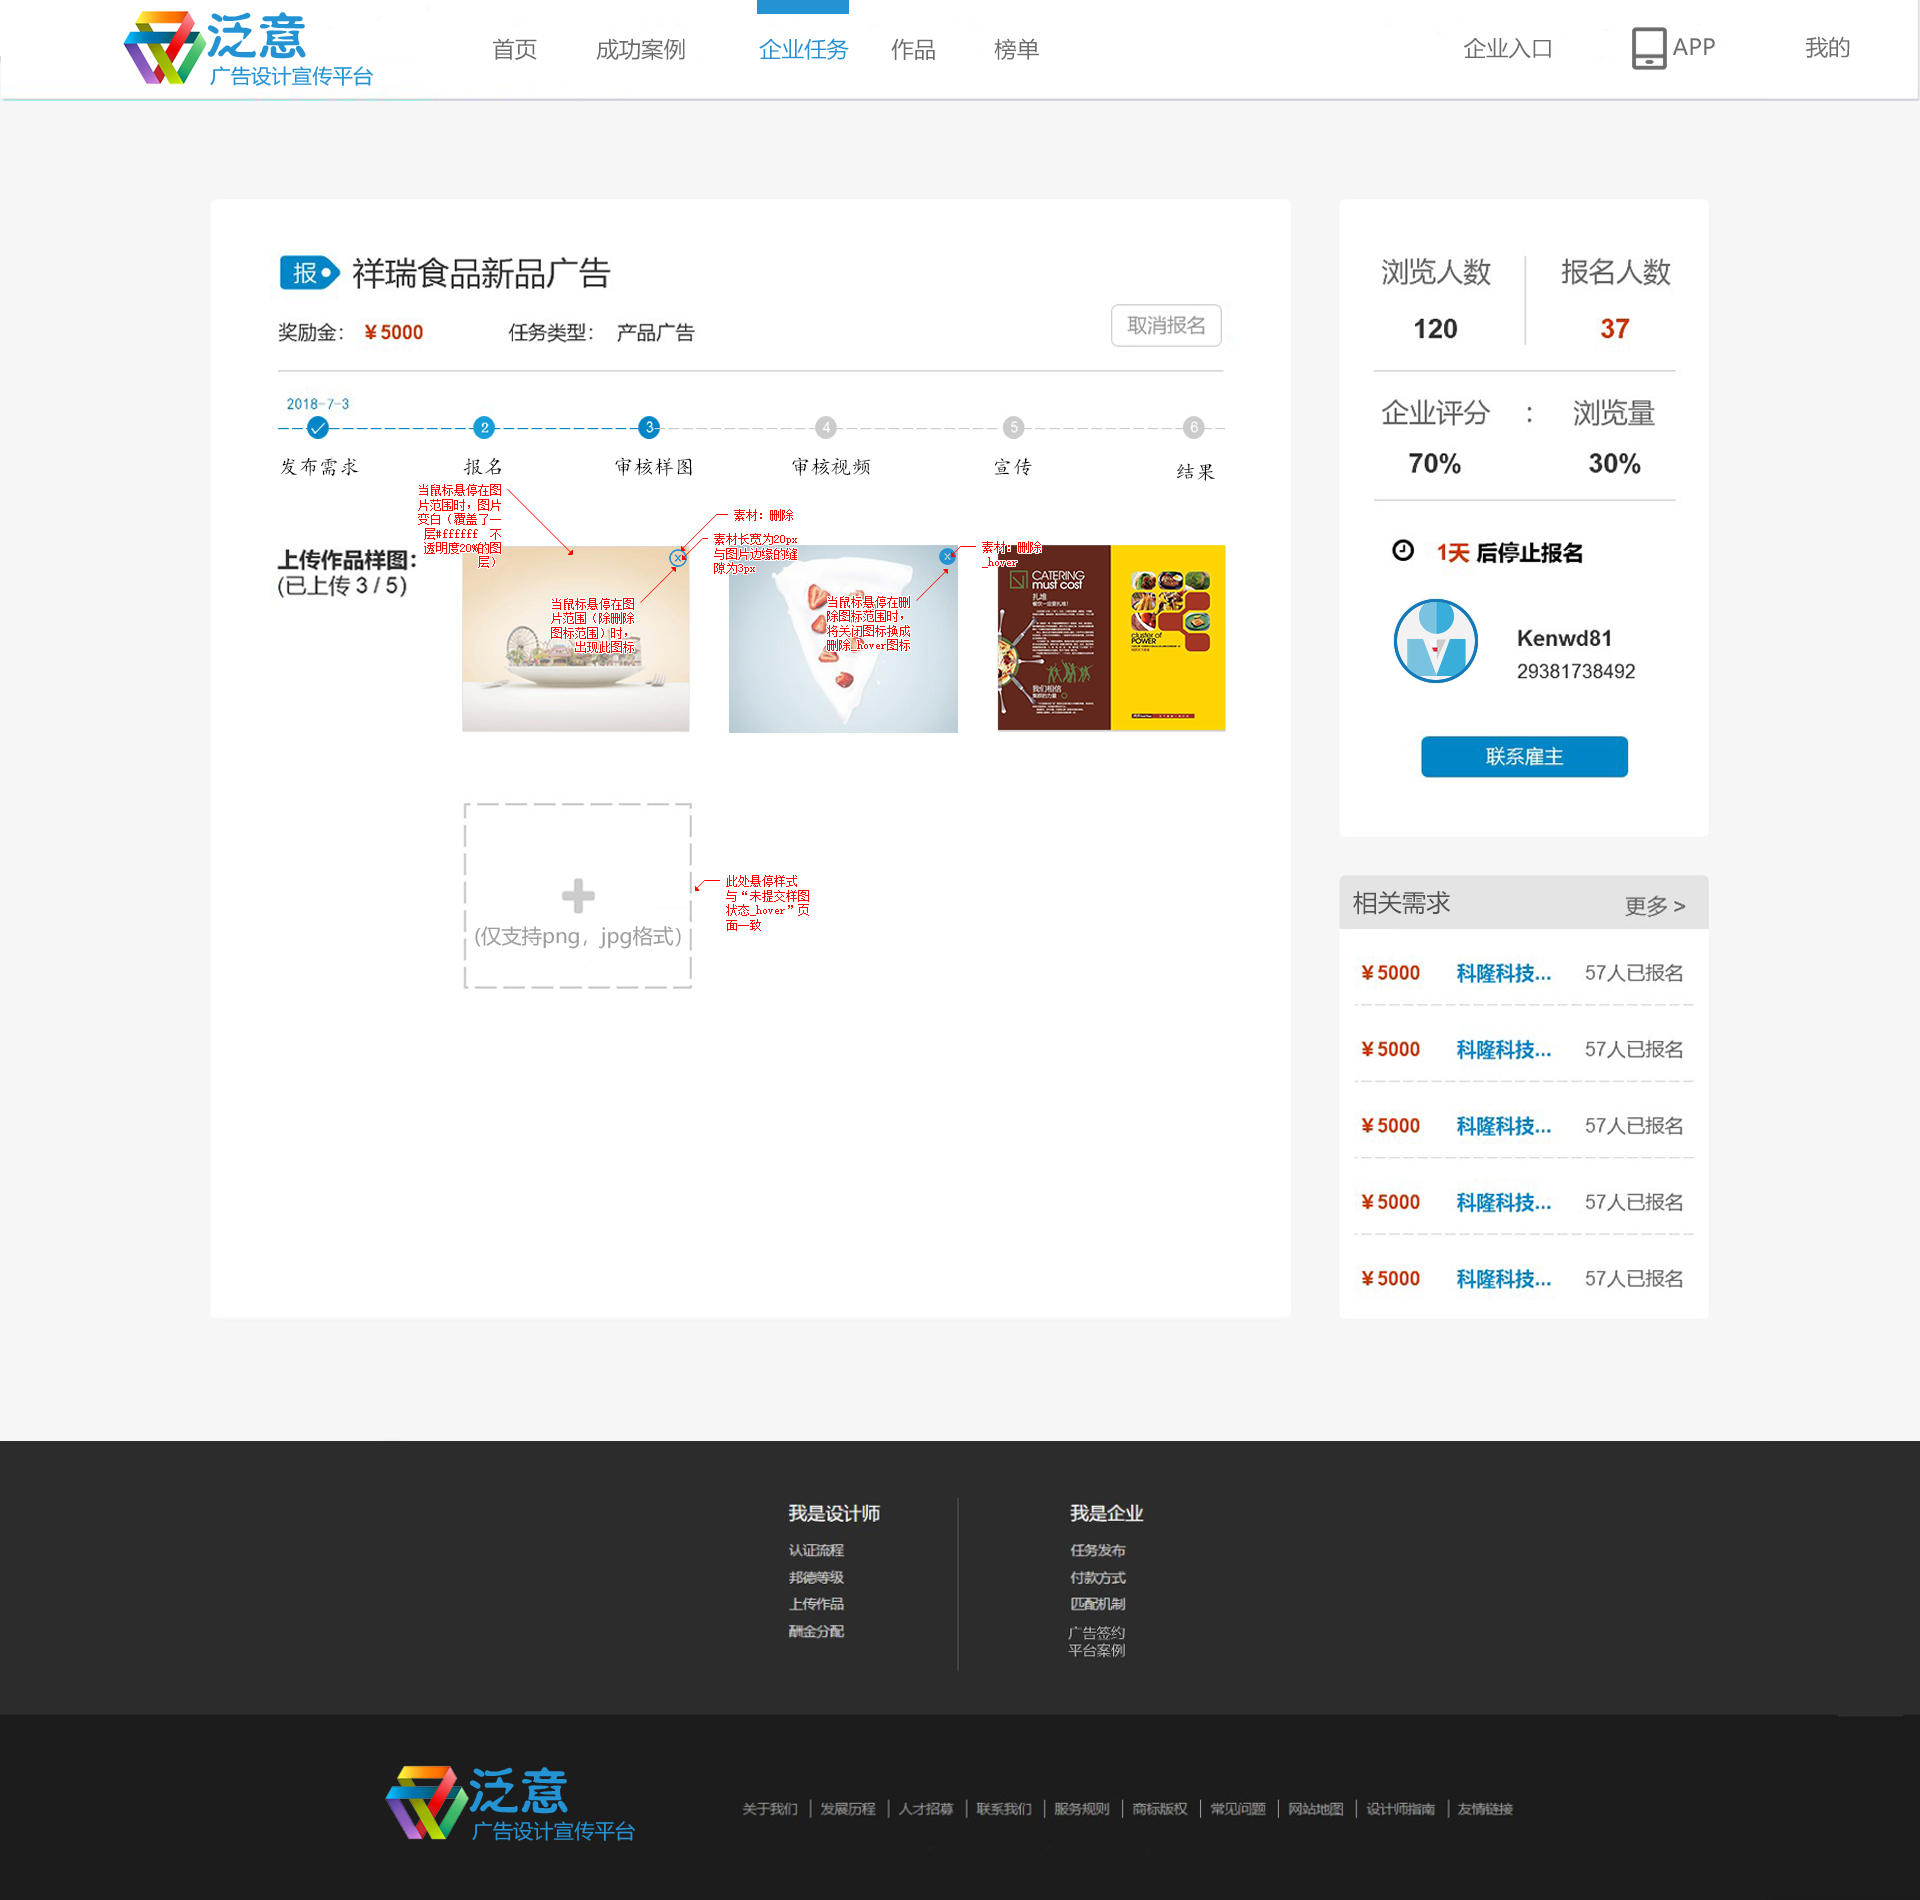 泛意
广告设计宣传平台
首页
成功案例
企业任务
作品
榜单
企业入口
APP
我的
报
祥瑞食品新品广告
奖励金：
¥5000
任务类型：
产品广告
取消报名
2018-7-3
2
3
4
5
6
发布需求
报名
审核样图
审核视频
宣传
结果
当鼠标悬停在图
片范围时，图片
变白（覆盖了一
层#ffffff 不
透明度20%的图
层）
上传作品样图：
(已上传 3 / 5)
素材：删除
素材长宽为20px
与图片边缘的缝
隙为3px
当鼠标悬停在图
片范围（除删除
图标范围）时，
出现此图标
素材：删除
_hover
当鼠标悬停在删
除图标范围时，
将关闭图标换成
删除_hover图标
CATERING
must cost
扎堆
餐饮一定要扎堆！
我们相信
集群的力量
cluster of
POWER
(仅支持png，jpg格式)
此处悬停样式
与“未提交样图
状态_hover”页
面一致
浏览人数
报名人数
120
37
企业评分
:
浏览量
70%
30%
1天 后停止报名
Kenwd81
29381738492
联系雇主
相关需求
更多 >
¥5000 科隆科技... 57人已报名
¥5000 科隆科技... 57人已报名
¥5000 科隆科技... 57人已报名
¥5000 科隆科技... 57人已报名
¥5000 科隆科技... 57人已报名
我是设计师
认证流程
邦德等级
上传作品
酬金分配
我是企业
任务发布
付款方式
匹配机制
广告签约
平台案例
泛意
广告设计宣传平台
关于我们 | 发展历程 | 人才招募 | 联系我们 | 服务规则 | 商标版权 | 常见问题 | 网站地图 | 设计师指南 | 友情链接